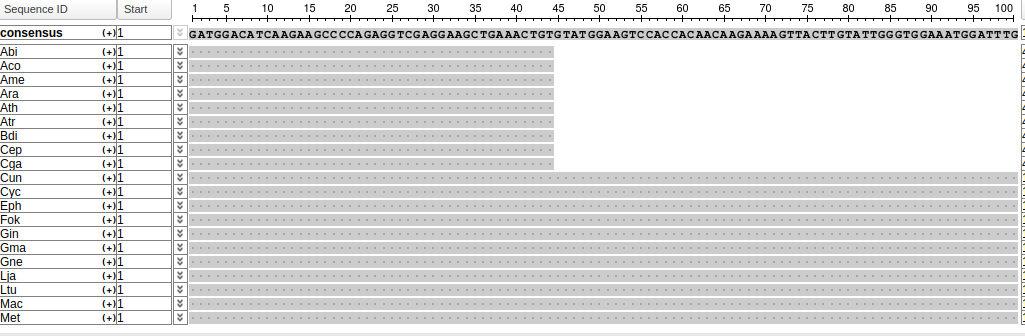 Sequence ID Start 1 5 10 15 20 25 30 35 40 45 50 55 60 65 70 75 80 85 90 95 100
consensus (+) 1 GATGGACATCAAGAAGCCCCAGAGGTCGAGGAAGCTGAAACTGTGTATGGAAGTCCACCACAACAAGAAAAGTTACTTGTATTGGGTGGAAATGGATTTG
Abi (+) 1
Aco (+) 1
Ame (+) 1
Ara (+) 1
Ath (+) 1
Atr (+) 1
Bdi (+) 1
Cep (+) 1
Cga (+) 1
Cun (+) 1
Cyc (+) 1
Eph (+) 1
Fok (+) 1
Gin (+) 1
Gma (+) 1
Gne (+) 1
Lja (+) 1
Ltu (+) 1
Mac (+) 1
Met (+) 1